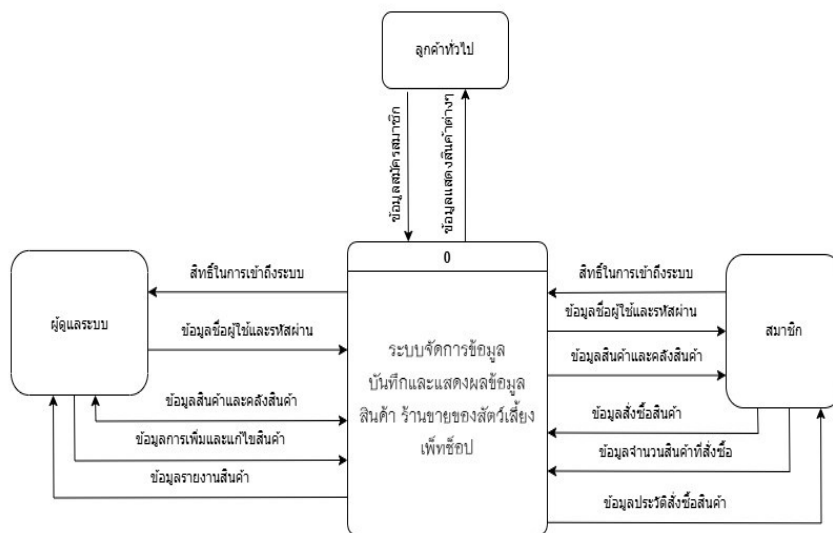 ลูกค้าทั่วไป
ข้อมูลสมัครสมาชิก
ข้อมูลแสดงสินค้าต่างๆ
0
ระบบจัดการข้อมูล
บันทึกและแสดงผลข้อมูล
สินค้า ร้านขายของสัตว์เลี้ยง
เพ็ทช็อป
ผู้ดูแลระบบ
สิทธิ์ในการเข้าถึงระบบ
ข้อมูลชื่อผู้ใช้และรหัสผ่าน
ข้อมูลสินค้าและคลังสินค้า
ข้อมูลการเพิ่มและแก้ไขสินค้า
ข้อมูลรายงานสินค้า
สมาชิก
สิทธิ์ในการเข้าถึงระบบ
ข้อมูลชื่อผู้ใช้และรหัสผ่าน
ข้อมูลสินค้าและคลังสินค้า
ข้อมูลสั่งซื้อสินค้า
ข้อมูลจำนวนสินค้าที่สั่งซื้อ
ข้อมูลประวัติสั่งซื้อสินค้า